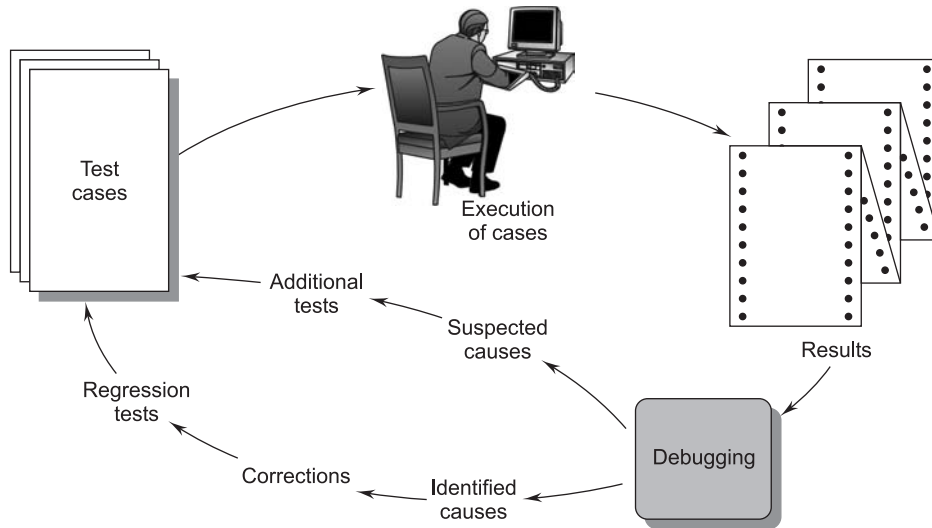 Test
cases
Execution
of cases
Results
Additional
tests
Suspected
causes
Debugging
Regression
tests
Corrections
Identified
causes